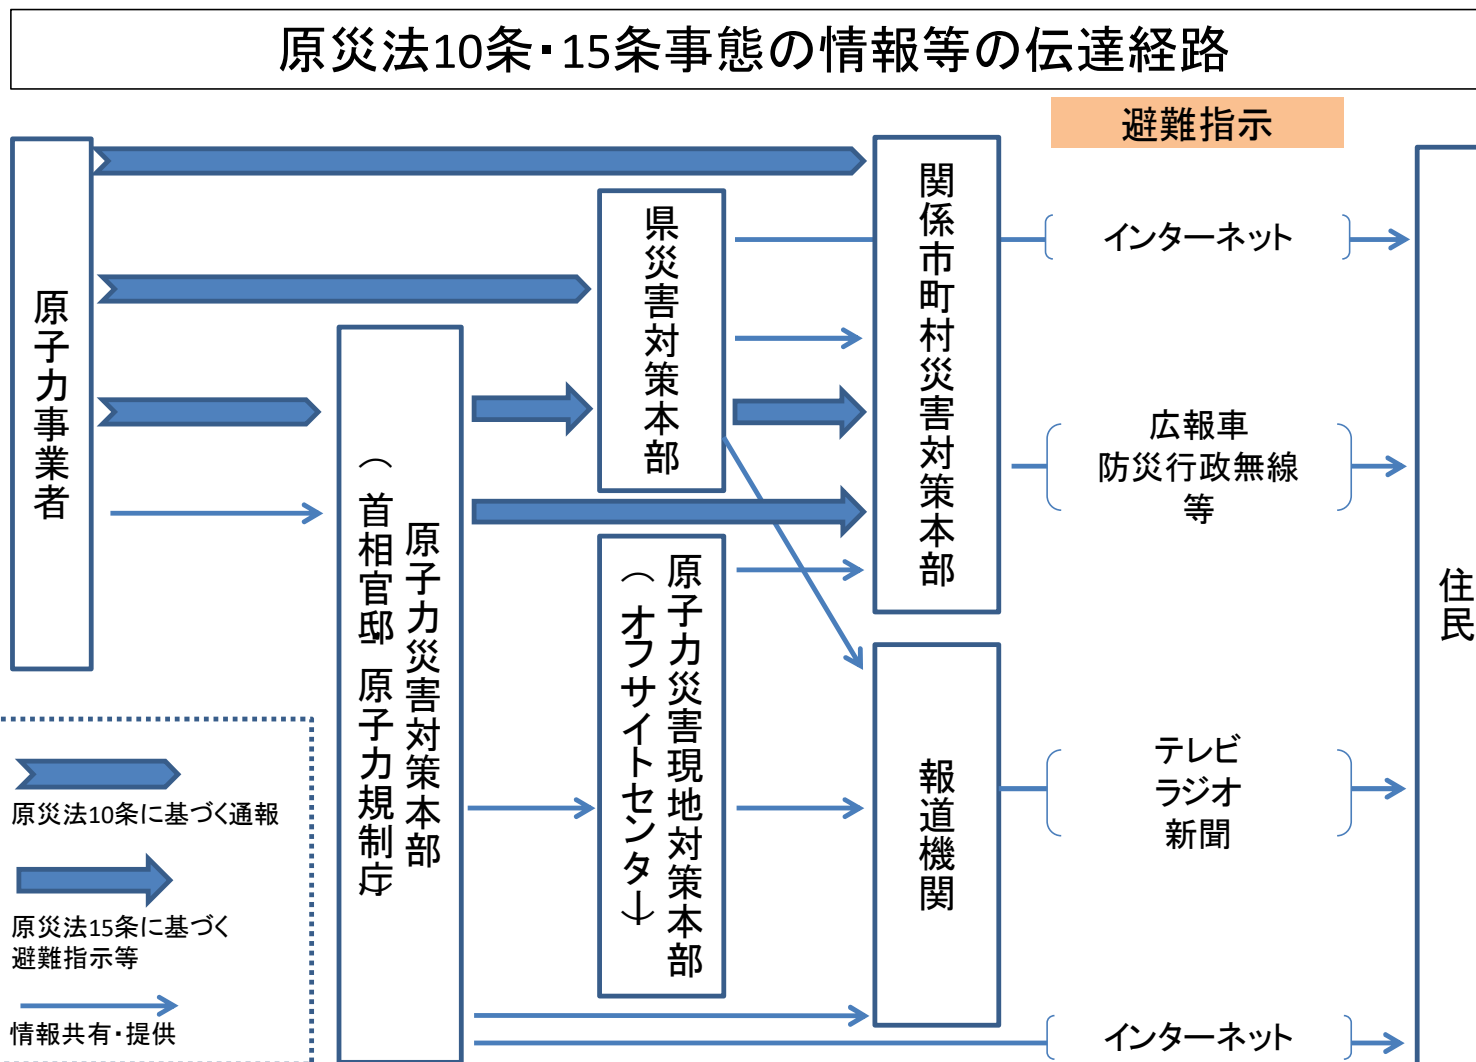 原災法10条・15条事態の情報等の伝達経路
避難指示
原子力事業者
原子力災害対策本部
（首相官邸 原子力規制庁）
県災害対策本部
原子力災害現地対策本部
（オフサイトセンター）
関係市町村災害対策本部
報道機関
インターネット
広報車
防災行政無線
等
テレビ
ラジオ
新聞
インターネット
住民
原災法10条に基づく通報
原災法15条に基づく
避難指示等
情報共有・提供